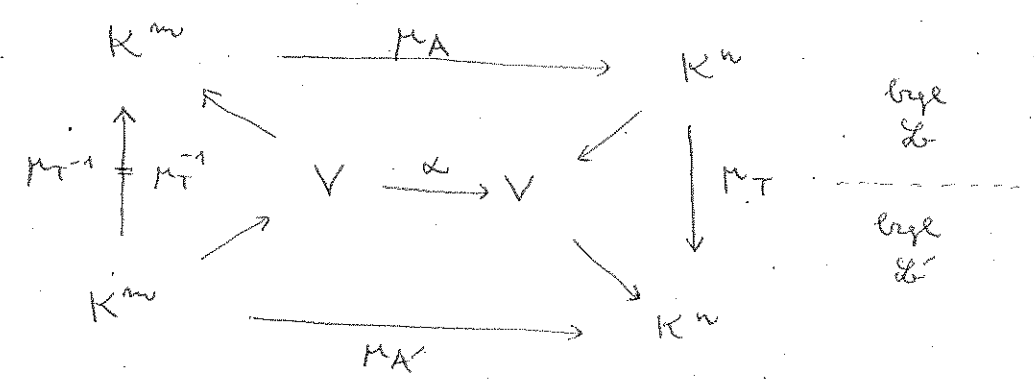 K^m μ_A K^n
bzgl
ℒ
μ_{T^{-1}} = μ_T^{-1} V α V μ_T
bzgl
ℒ'
K^m K^n
μ_{A'}